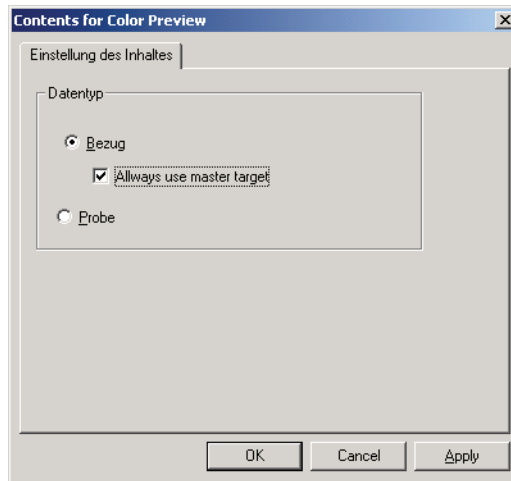 Contents for Color Preview
Einstellung des Inhaltes
Datentyp
Bezug
Allways use master target
Probe
OK Cancel Apply